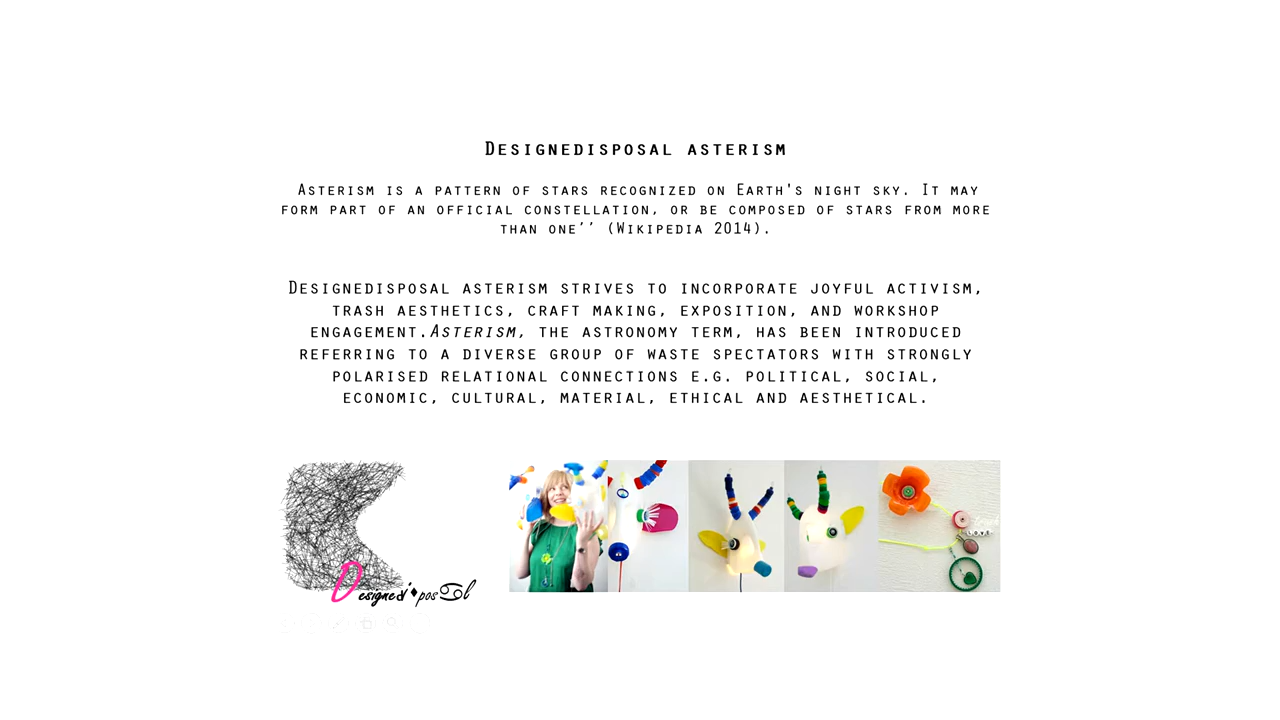 Designedisposal asterism
Asterism is a pattern of stars recognized on Earth's night sky. It may
form part of an official constellation, or be composed of stars from more
than one’’ (Wikipedia 2014).
Designedisposal asterism strives to incorporate joyful activism,
trash aesthetics, craft making, exposition, and workshop
engagement.Asterism, the astronomy term, has been introduced
referring to a diverse group of waste spectators with strongly
polarised relational connections e.g. political, social,
economic, cultural, material, ethical and aesthetical.
LOVE
Designedi♦pos♋l